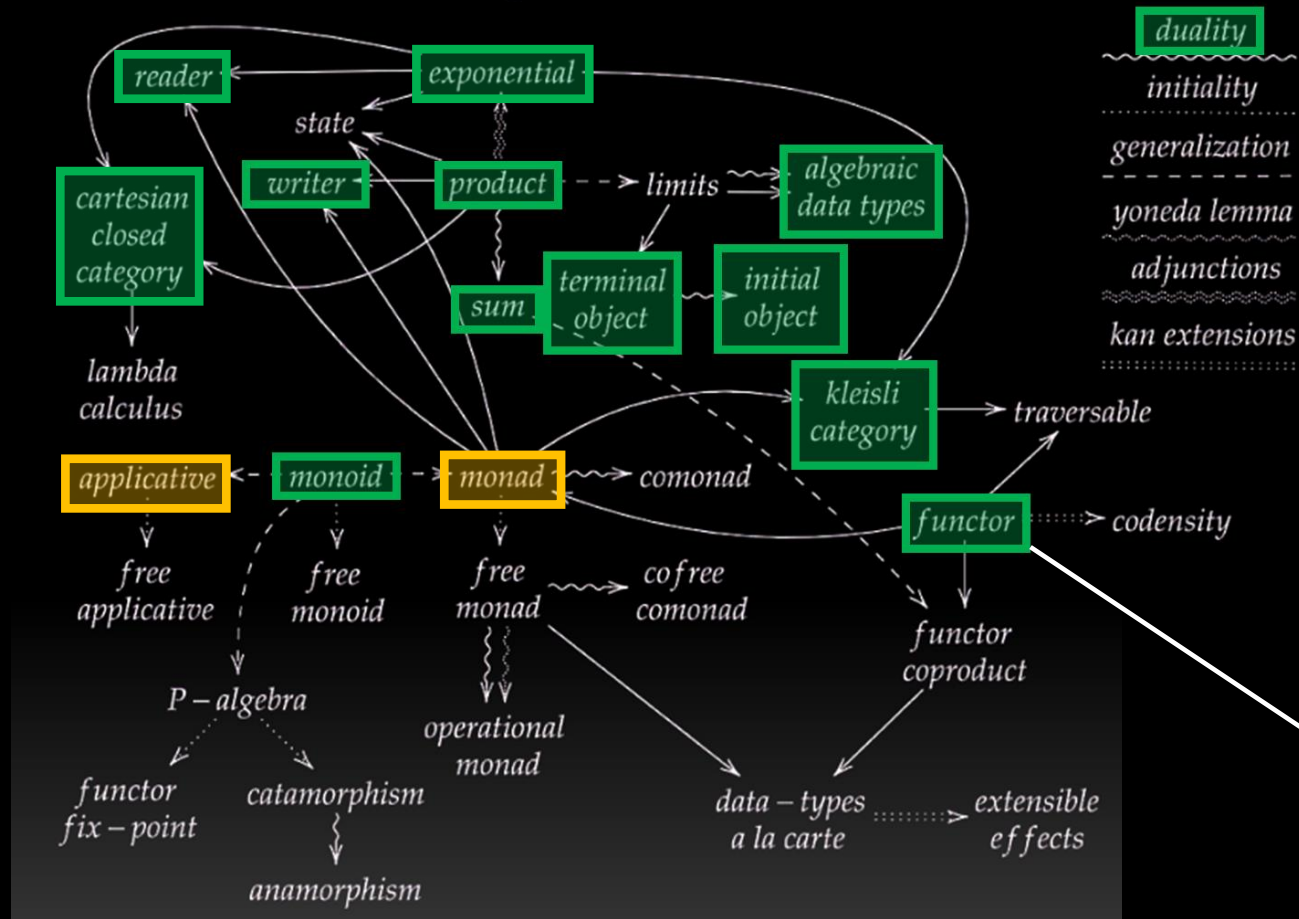 reader
exponential
state
writer
product
limits
algebraic
data types
cartesian
closed
category
sum
terminal
object
initial
object
lambda
calculus
kleisli
category
traversable
applicative
monoid
monad
comonad
functor
codensity
free
applicative
free
monoid
free
monad
cofree
comonad
functor
coproduct
P – algebra
operational
monad
functor
fix – point
catamorphism
data – types
a la carte
extensible
effects
anamorphism
duality
initiality
generalization
yoneda lemma
adjunctions
kan extensions